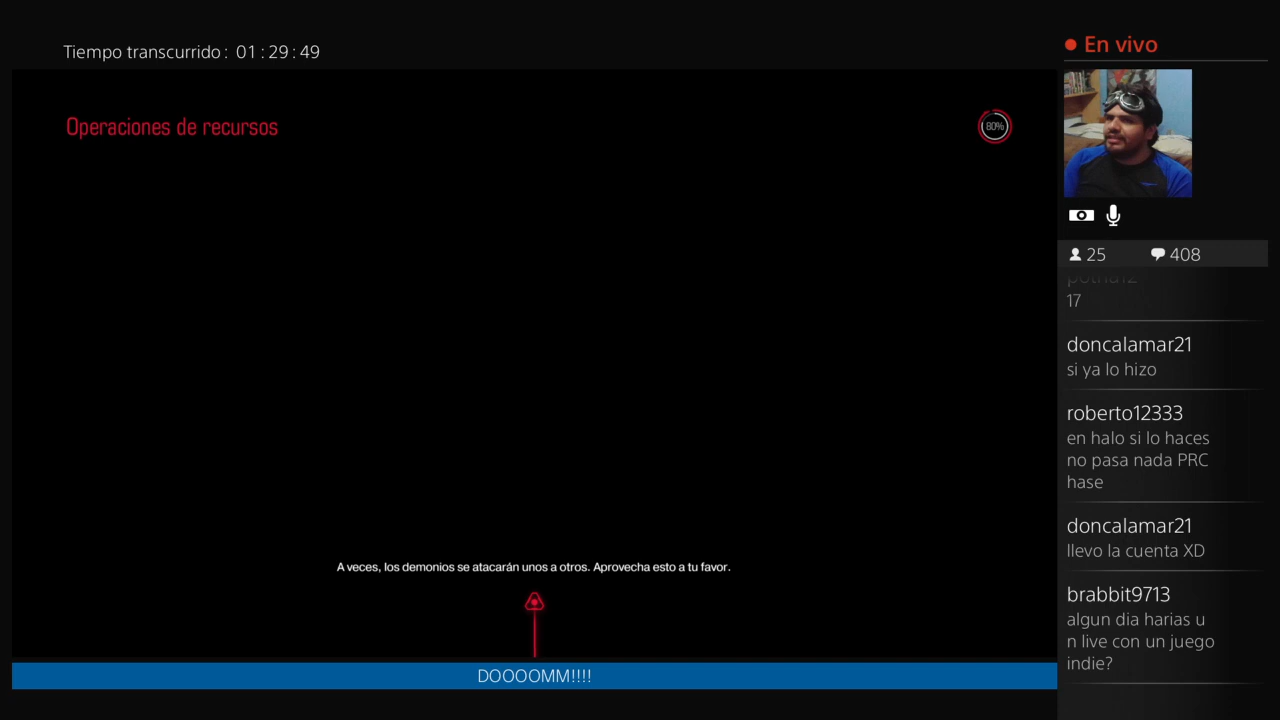 Tiempo transcurrido : 01 : 29 : 49
En vivo
Operaciones de recursos
80%
25 408
17
doncalamar21
si ya lo hizo
roberto12333
en halo si lo haces
no pasa nada PRC
hase
doncalamar21
llevo la cuenta XD
brabbit9713
algun dia harias u
n live con un juego
indie?
A veces, los demonios se atacarán unos a otros. Aprovecha esto a tu favor.
DOOOOMM!!!!